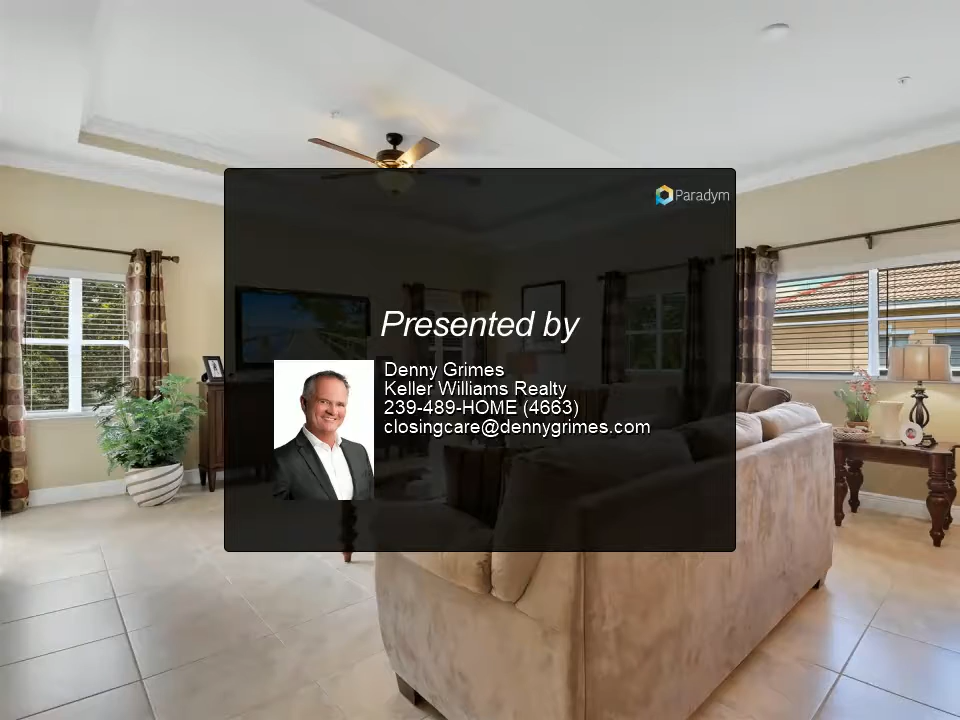 Paradym
Presented by
Denny Grimes
Keller Williams Realty
239-489-HOME (4663)
closingcare@dennygrimes.com